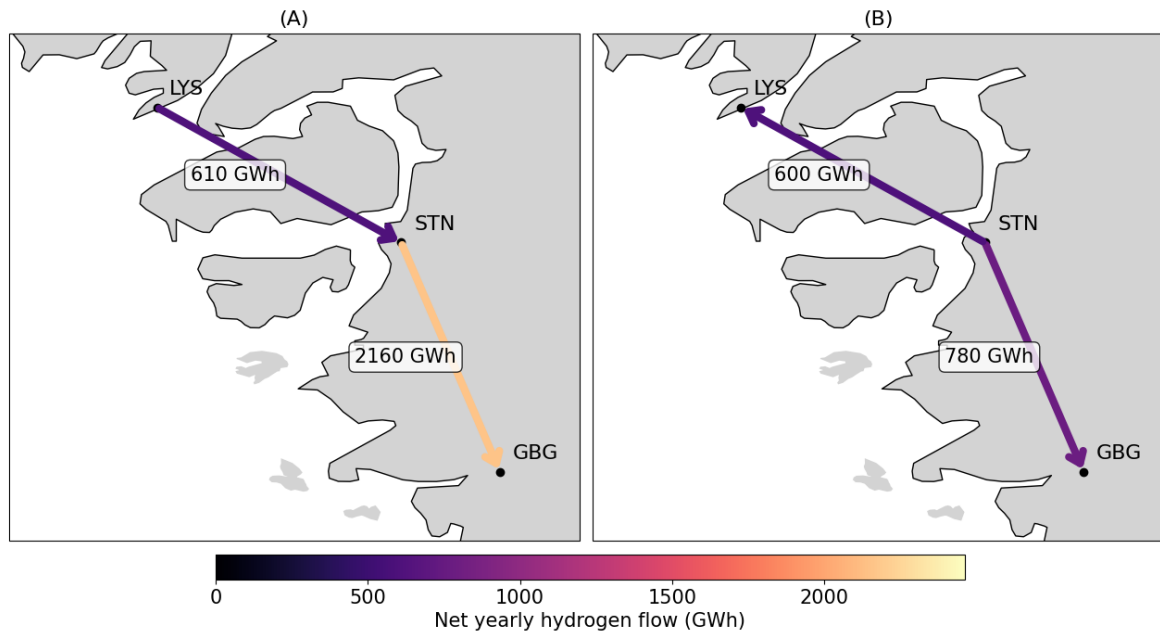 (A)
(B)
LYS
LYS
610 GWh
600 GWh
STN
STN
2160 GWh
780 GWh
GBG
GBG
0 500 1000 1500 2000
Net yearly hydrogen flow (GWh)